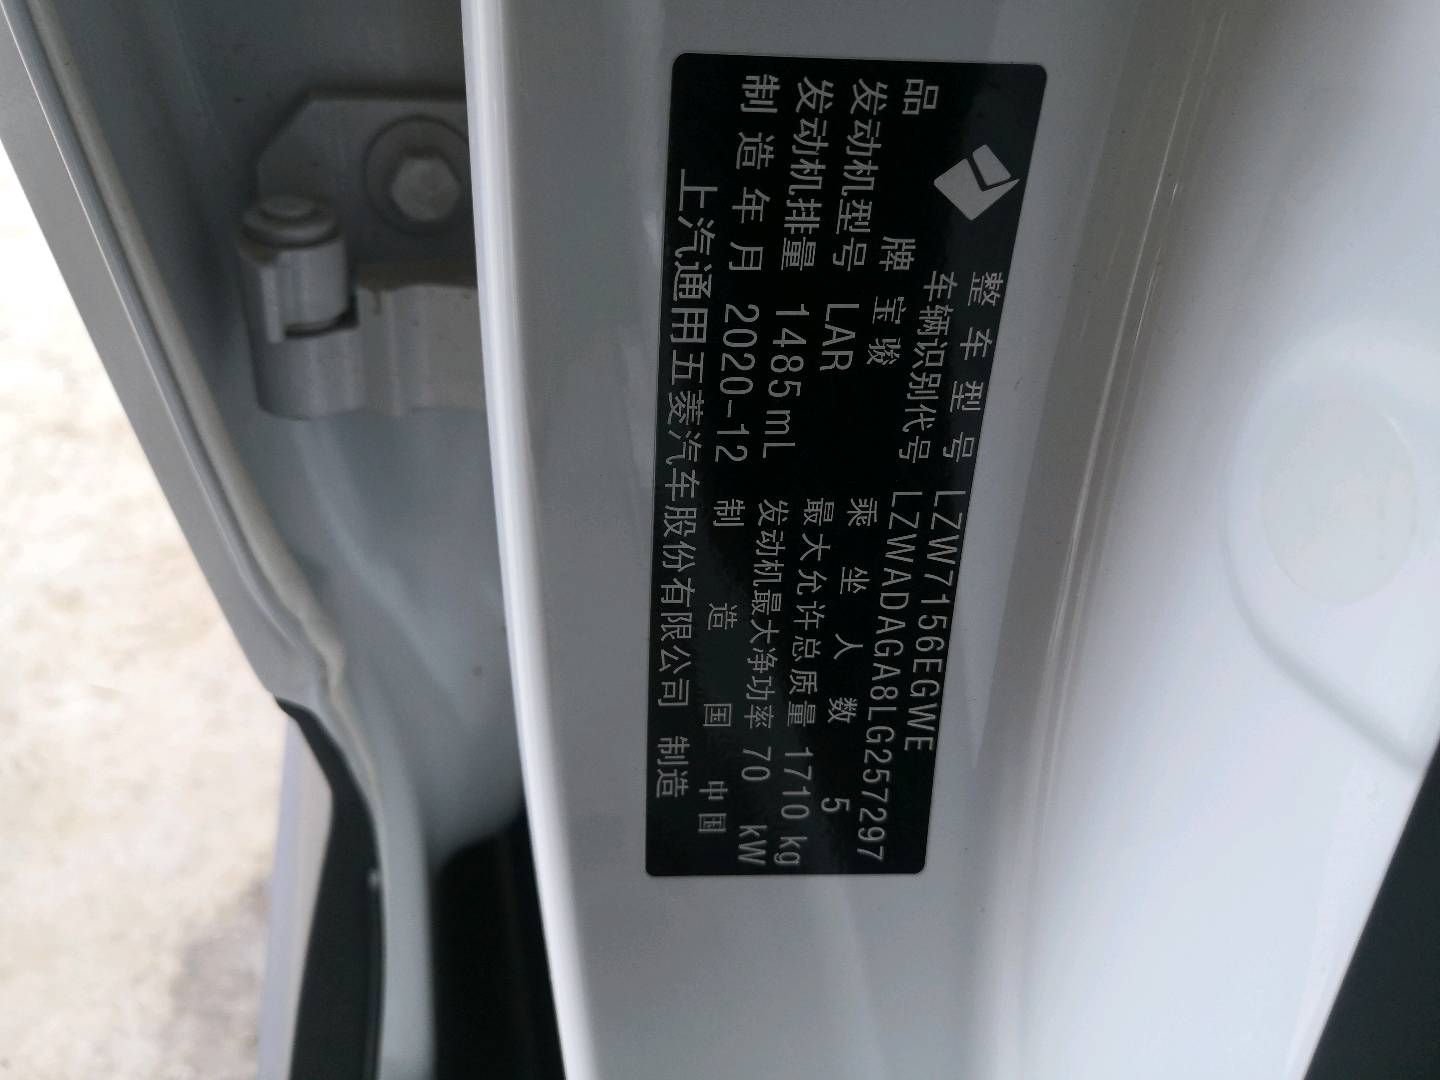 整车型号 LZW7156EGWE
车辆识别代号 LZWADAGA8LG257297
品牌 宝骏 乘坐人数 5
发动机型号 LAR 最大允许总质量 1710 kg
发动机排量 1485mL 发动机最大净功率 70 kW
制造年月 2020-12 制造国 中国
上汽通用五菱汽车股份有限公司 制造